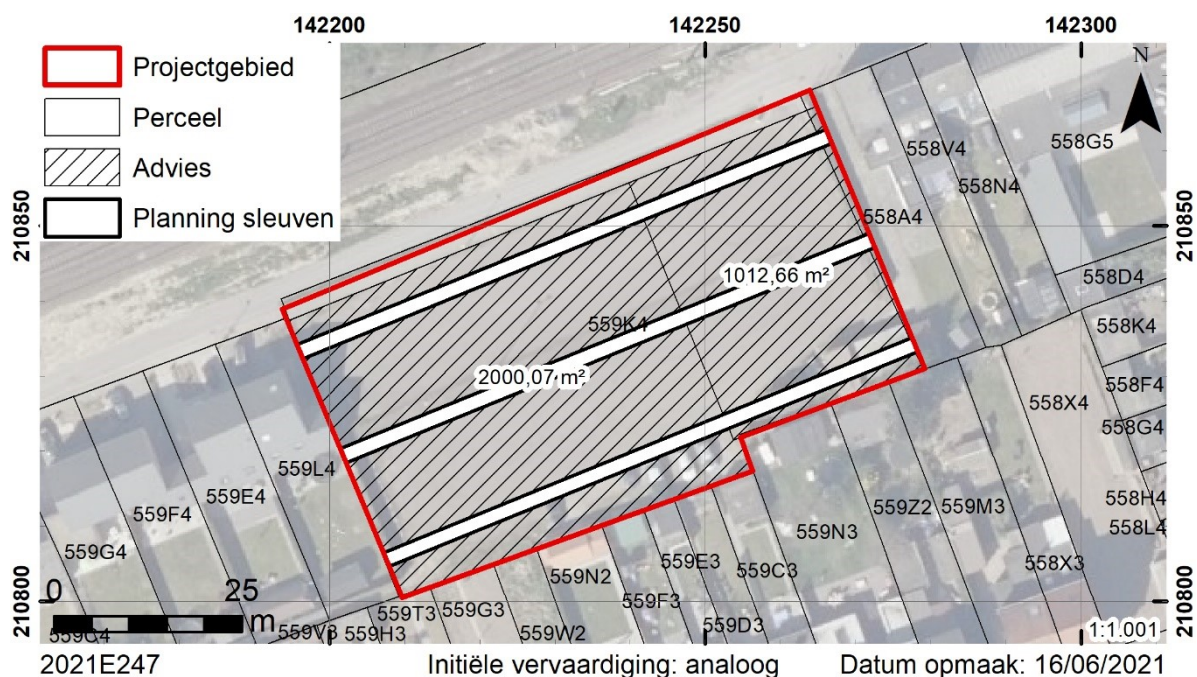 142200 142250 142300
Projectgebied
Perceel
Advies
Planning sleuven
N
210850
210850
558V4
558G5
558N4
558A4
1012,66 m²
558D4
559K4
558K4
2000,07 m²
558F4
558X4
558G4
559L4
559E4
559Z2
559M3
558H4
559F4
559N3
558L4
559G4
559E3
558X3
559C3
559N2
559F3
559T3
559G3
559D3
559V3
559H3
559W2
559C4
210800
210800
0 25
m
1:1.001
2021E247 Initiële vervaardiging: analoog Datum opmaak: 16/06/2021